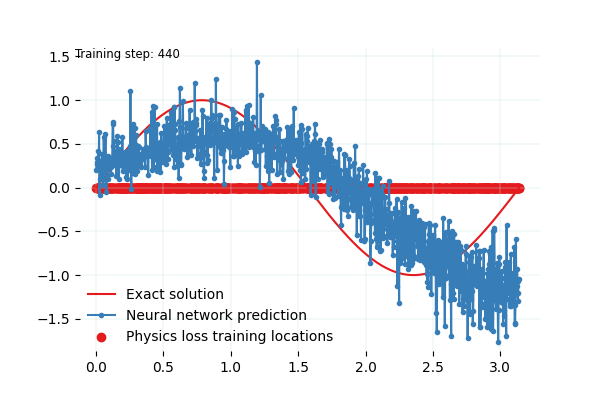 Training step: 440
1.5
1.0
0.5
0.0
−0.5
−1.0
−1.5
Exact solution
Neural network prediction
Physics loss training locations
0.0 0.5 1.0 1.5 2.0 2.5 3.0